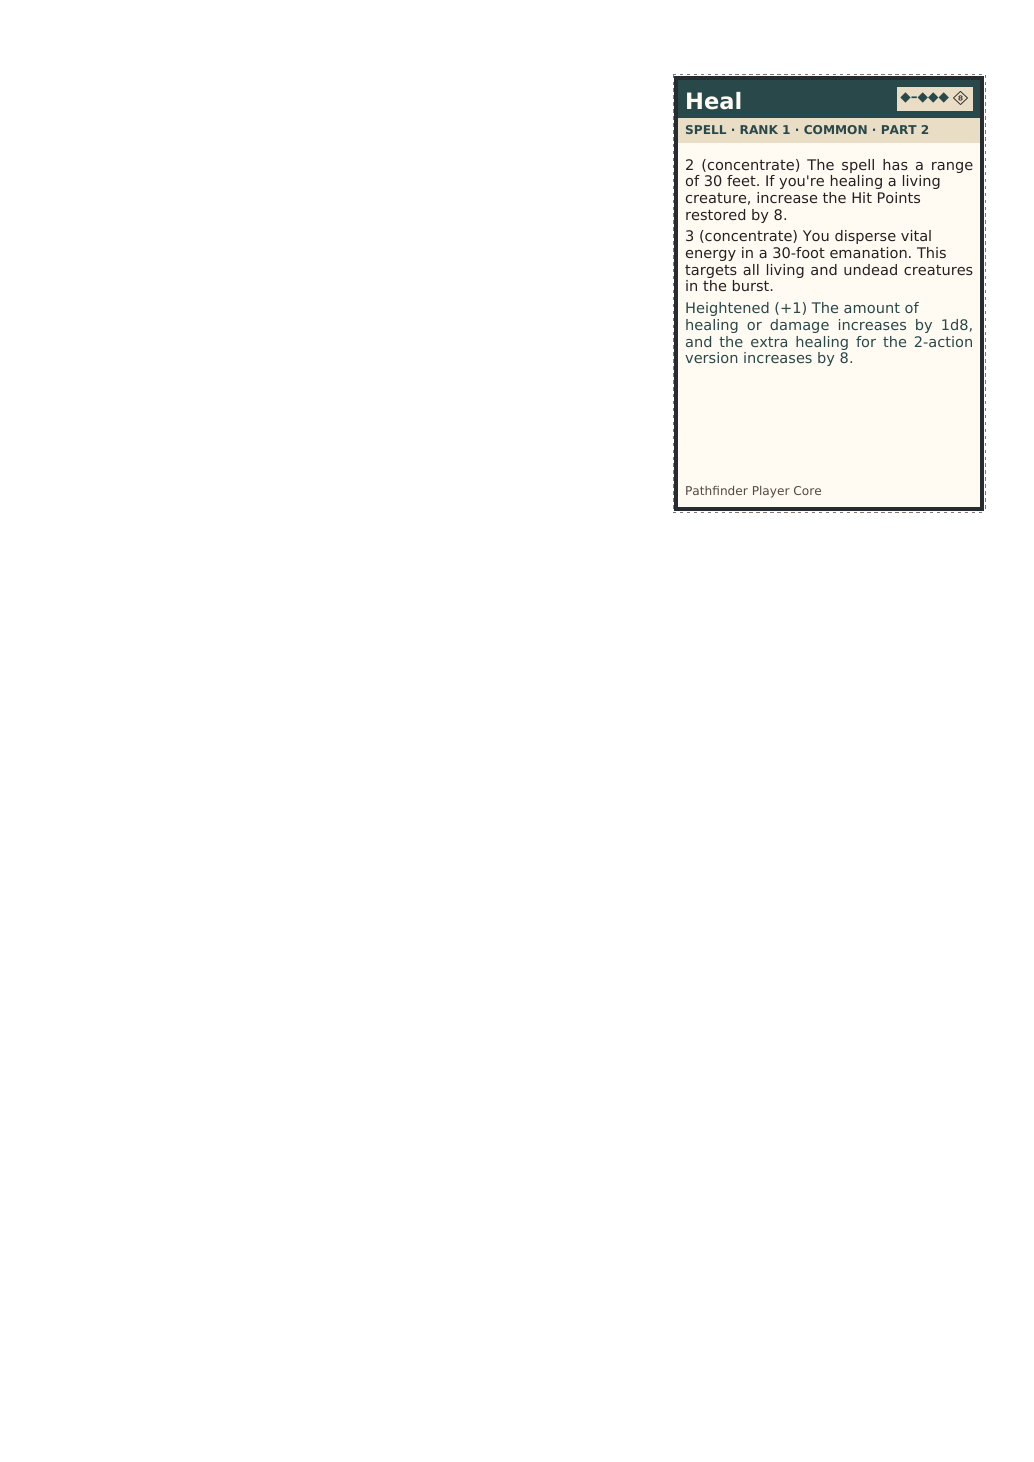 Heal
SPELL · RANK 1 · COMMON · PART 2
2 (concentrate) The spell has a range
of 30 feet. If you're healing a living
creature, increase the Hit Points
restored by 8.
3 (concentrate) You disperse vital
energy in a 30-foot emanation. This
targets all living and undead creatures
in the burst.
Heightened (+1) The amount of
healing or damage increases by 1d8,
and the extra healing for the 2-action
version increases by 8.
Pathfinder Player Core